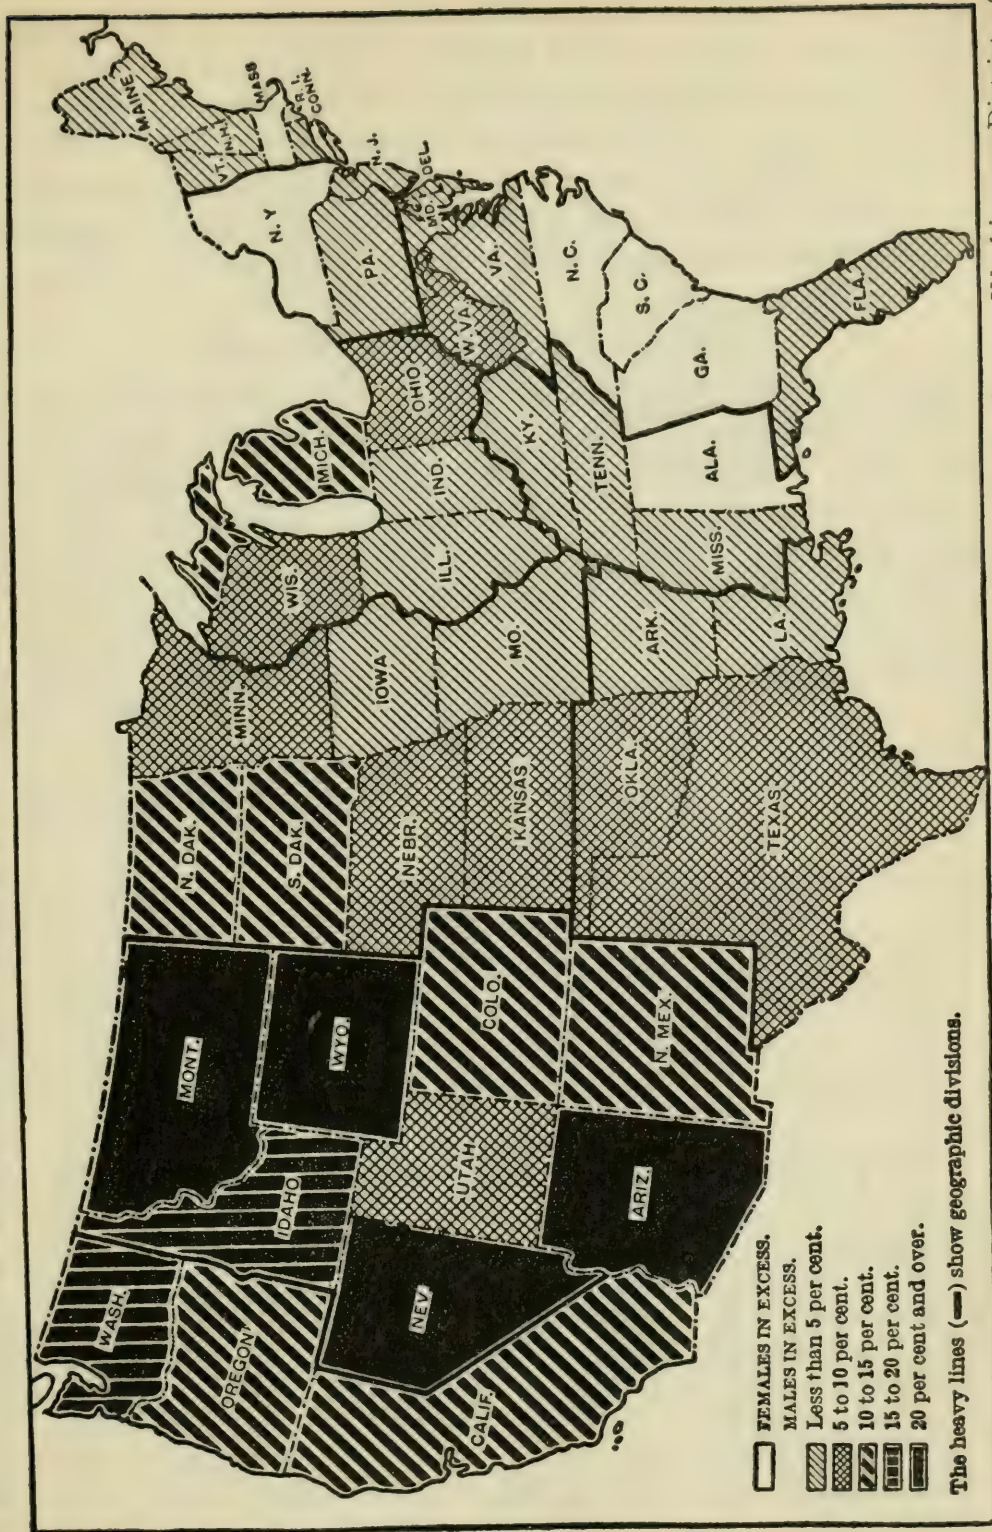 WASH.
OREGON
CALIF.
IDAHO
NEV.
MONT.
WYO.
UTAH
ARIZ.
COLO.
N. MEX.
N. DAK.
S. DAK.
NEBR.
KANSAS
OKLA.
TEXAS
MINN.
IOWA
MO.
ARK.
LA.
WIS.
ILL.
MICH.
IND.
OHIO
KY.
TENN.
MISS.
ALA.
GA.
FLA.
S. C.
N. C.
VA.
W. VA.
MD.
DEL.
PA.
N. J.
N. Y
CONN.
R. I.
MASS
VT.
N. H.
MAINE
FEMALES IN EXCESS.
MALES IN EXCESS.
Less than 5 per cent.
5 to 10 per cent.
10 to 15 per cent.
15 to 20 per cent.
20 per cent and over.
The heavy lines (━) show geographic divisions.